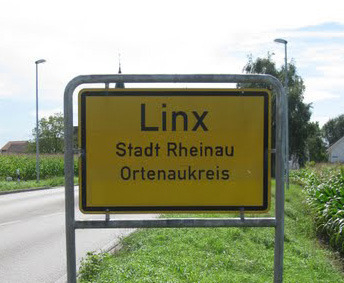 Linx
Stadt Rheinau
Ortenaukreis